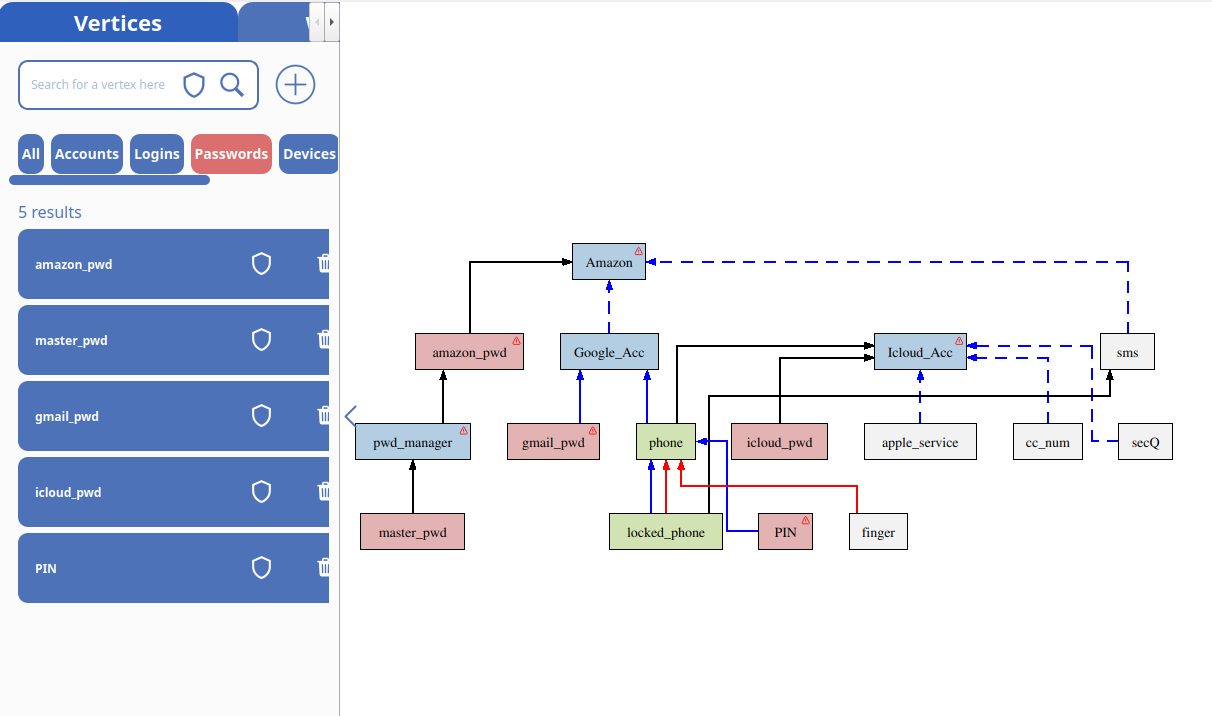 Vertices
Search for a vertex here
All Accounts Logins Passwords Devices
5 results
amazon_pwd
master_pwd
gmail_pwd
icloud_pwd
PIN
Amazon
amazon_pwd Google_Acc Icloud_Acc sms
pwd_manager gmail_pwd phone icloud_pwd apple_service cc_num secQ
master_pwd locked_phone PIN finger